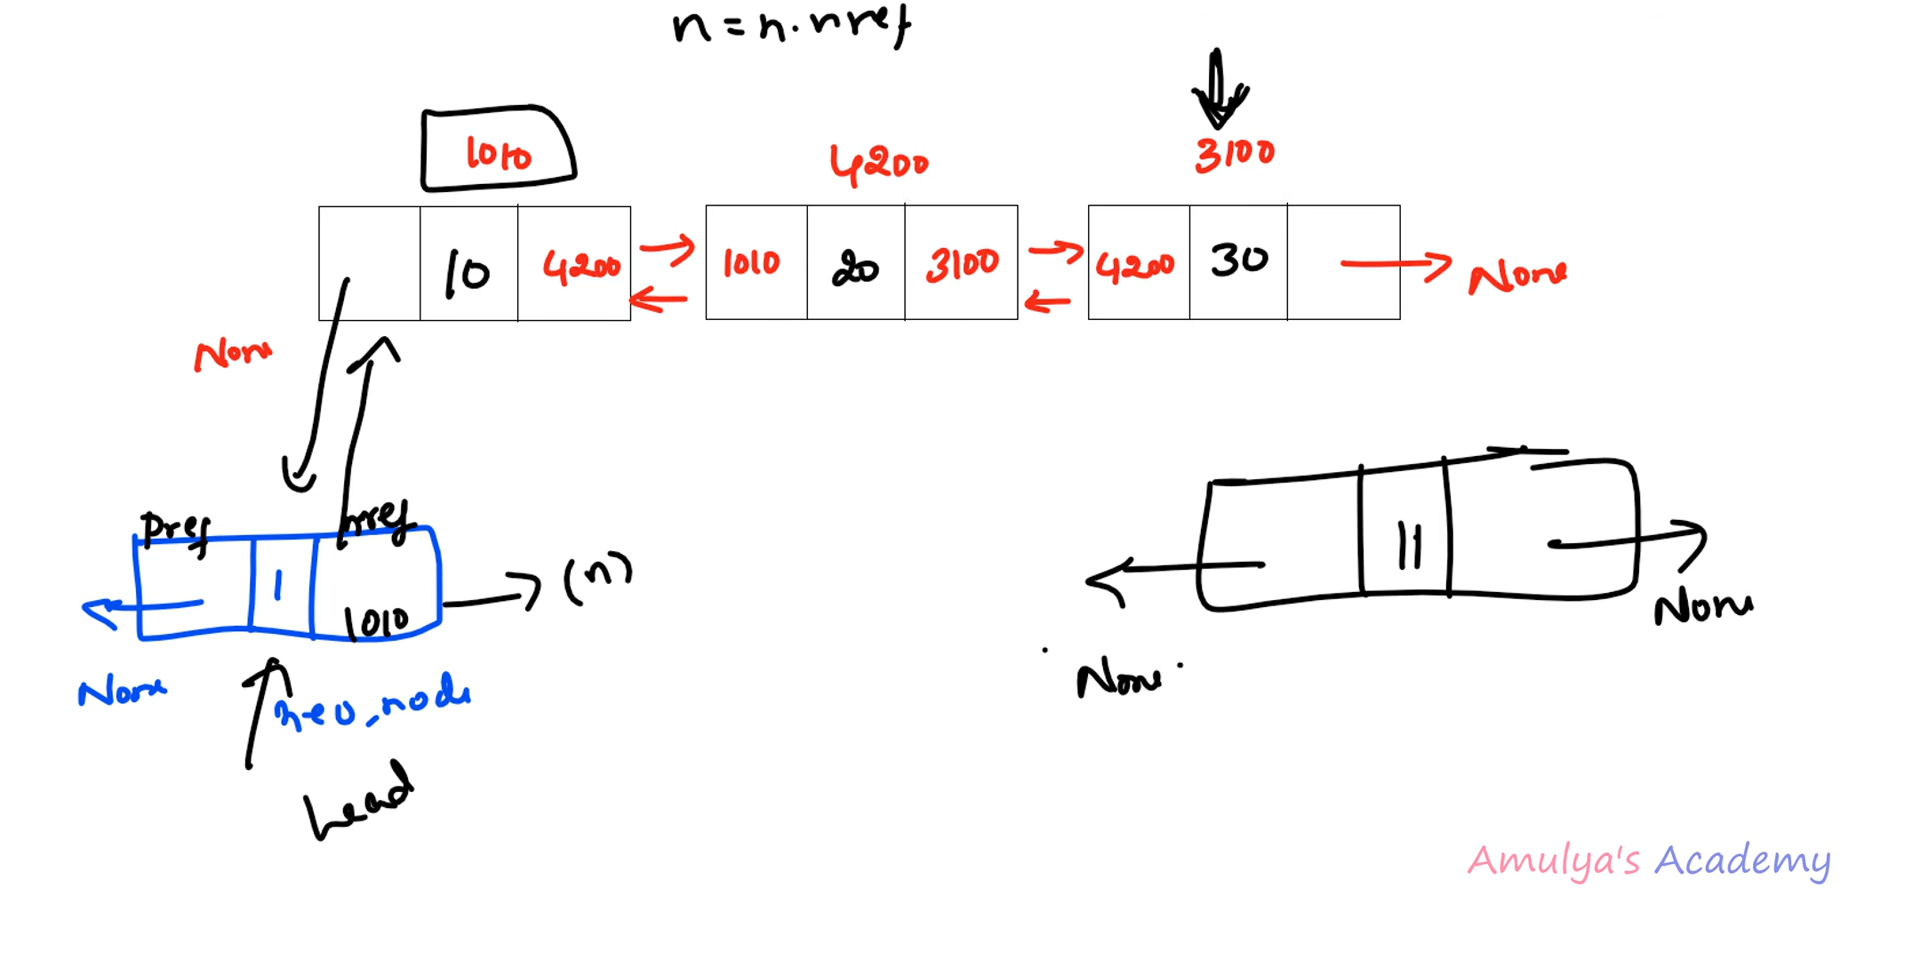 n = n.nref
1010
4200
3100
10 4200 1010 20 3100 4200 30 None
None
pref nref
1 1010 (n)
11
None
None new_node
None
head
Amulya's Academy